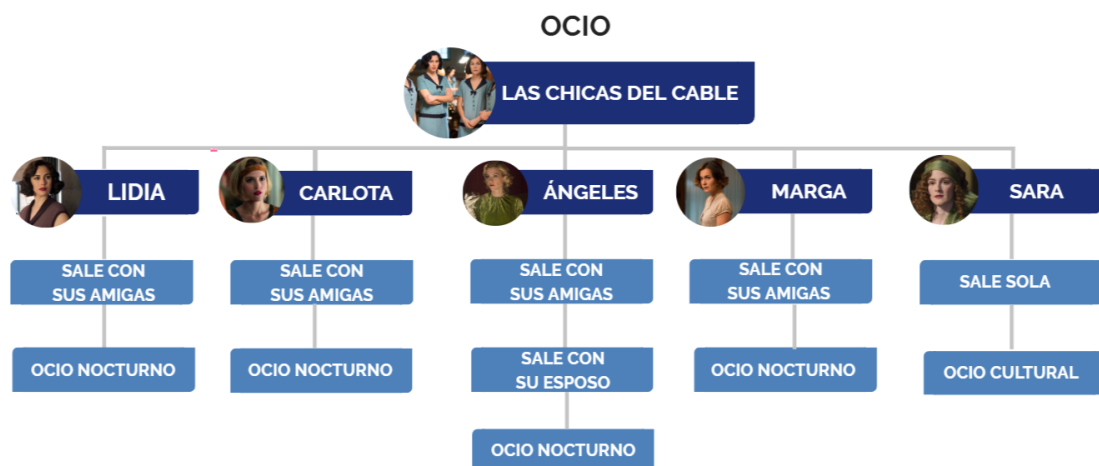 OCIO
LAS CHICAS DEL CABLE
LIDIA
CARLOTA
ÁNGELES
MARGA
SARA
SALE CON
SUS AMIGAS
SALE CON
SUS AMIGAS
SALE CON
SUS AMIGAS
SALE CON
SUS AMIGAS
SALE SOLA
OCIO NOCTURNO
OCIO NOCTURNO
SALE CON
SU ESPOSO
OCIO NOCTURNO
OCIO CULTURAL
OCIO NOCTURNO